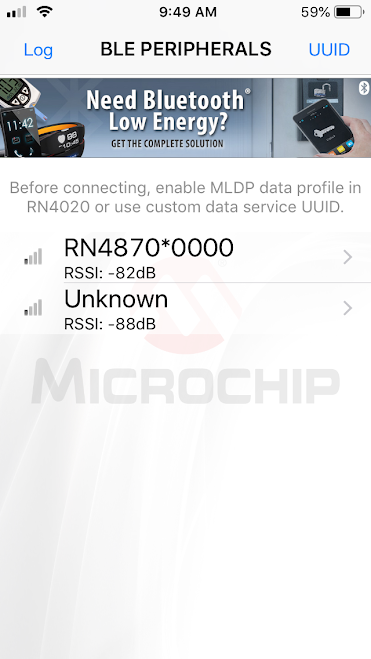 9:49 AM
59%
Log
BLE PERIPHERALS
UUID
11:42
Need Bluetooth®
Low Energy?
GET THE COMPLETE SOLUTION
Before connecting, enable MLDP data profile in
RN4020 or use custom data service UUID.
RN4870*0000
RSSI: -82dB
Unknown
RSSI: -88dB
MICROCHIP